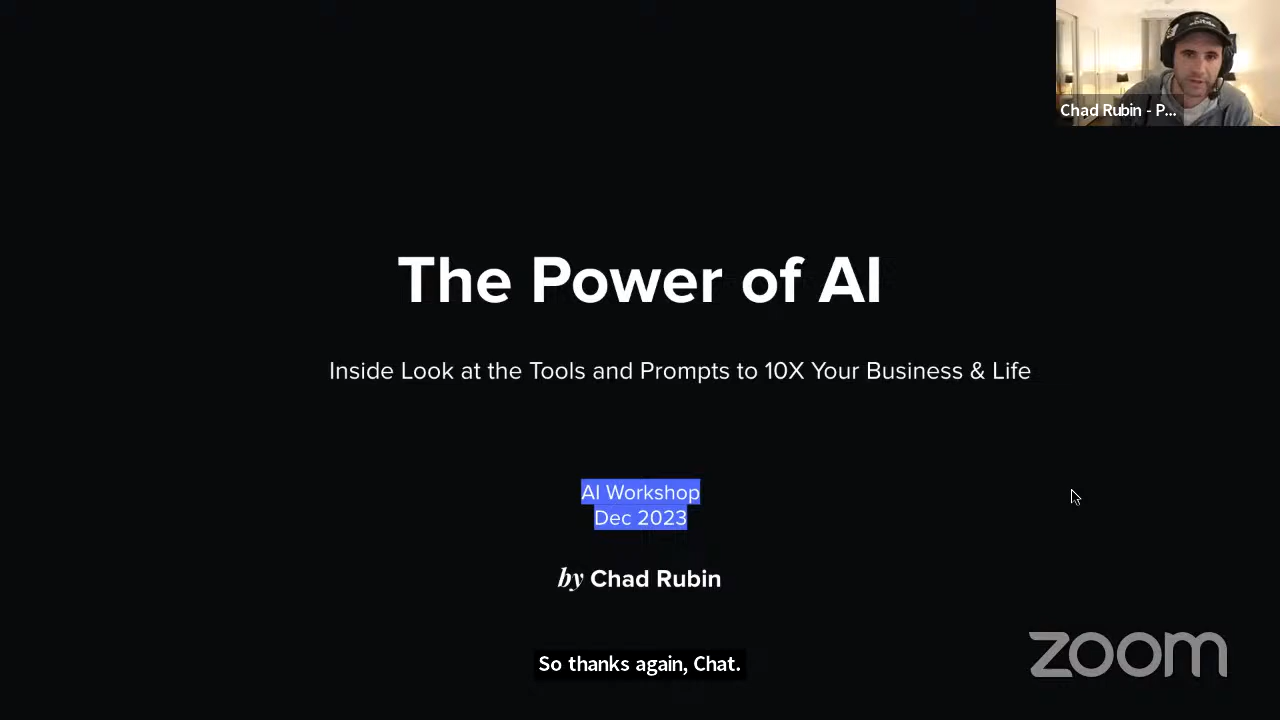 Chad Rubin - P...
The Power of AI
Inside Look at the Tools and Prompts to 10X Your Business & Life
AI Workshop
Dec 2023
by Chad Rubin
So thanks again, Chat.
zoom